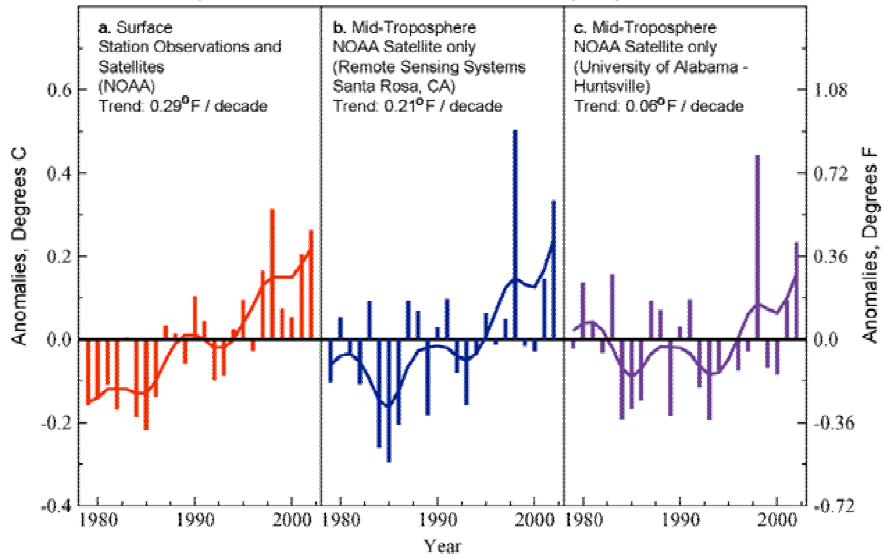 a. Surface
Station Observations and
Satellites
(NOAA)
Trend: 0.29°F / decade
b. Mid-Troposphere
NOAA Satellite only
(Remote Sensing Systems
Santa Rosa, CA)
Trend: 0.21°F / decade
c. Mid-Troposphere
NOAA Satellite only
(University of Alabama -
Huntsville)
Trend: 0.06°F / decade
Anomalies, Degrees C
0.6
0.4
0.2
0.0
-0.2
-0.4
1.08
0.72
0.36
0.0
-0.36
-0.72
Anomalies, Degrees F
1980 1990 2000 1980 1990 2000 1980 1990 2000
Year